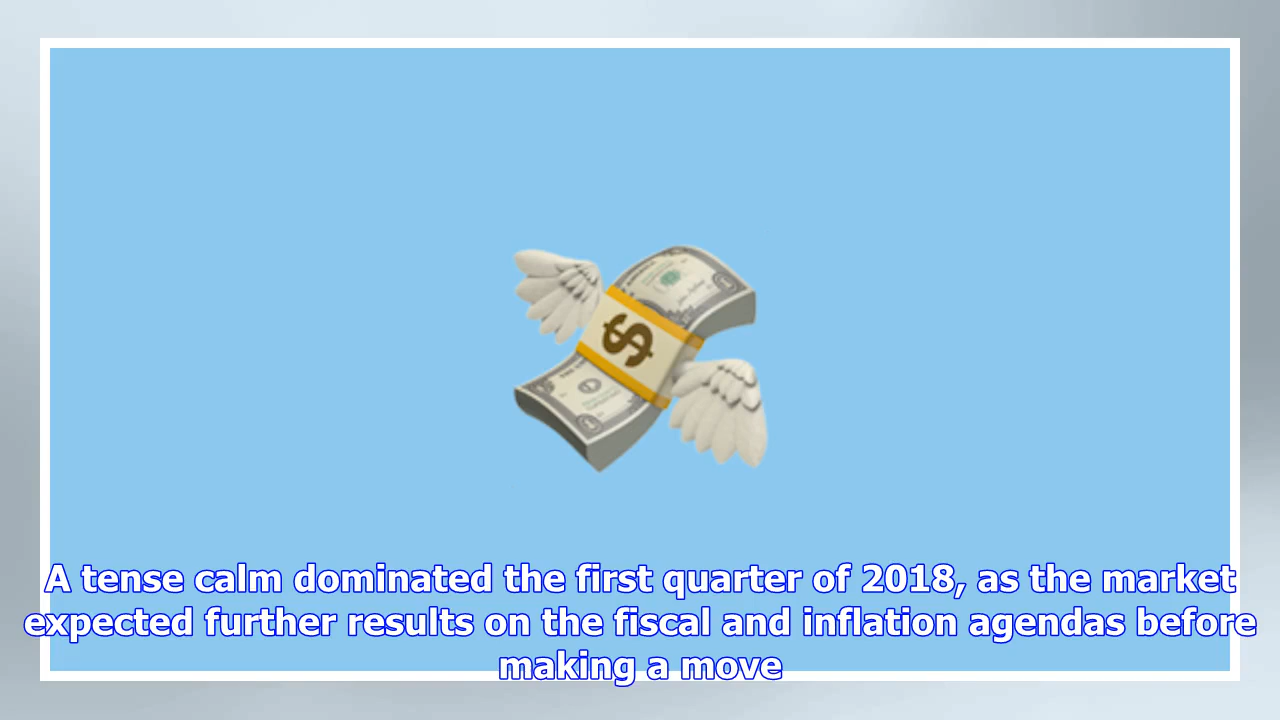 $
A tense calm dominated the first quarter of 2018, as the market
expected further results on the fiscal and inflation agendas before
making a move